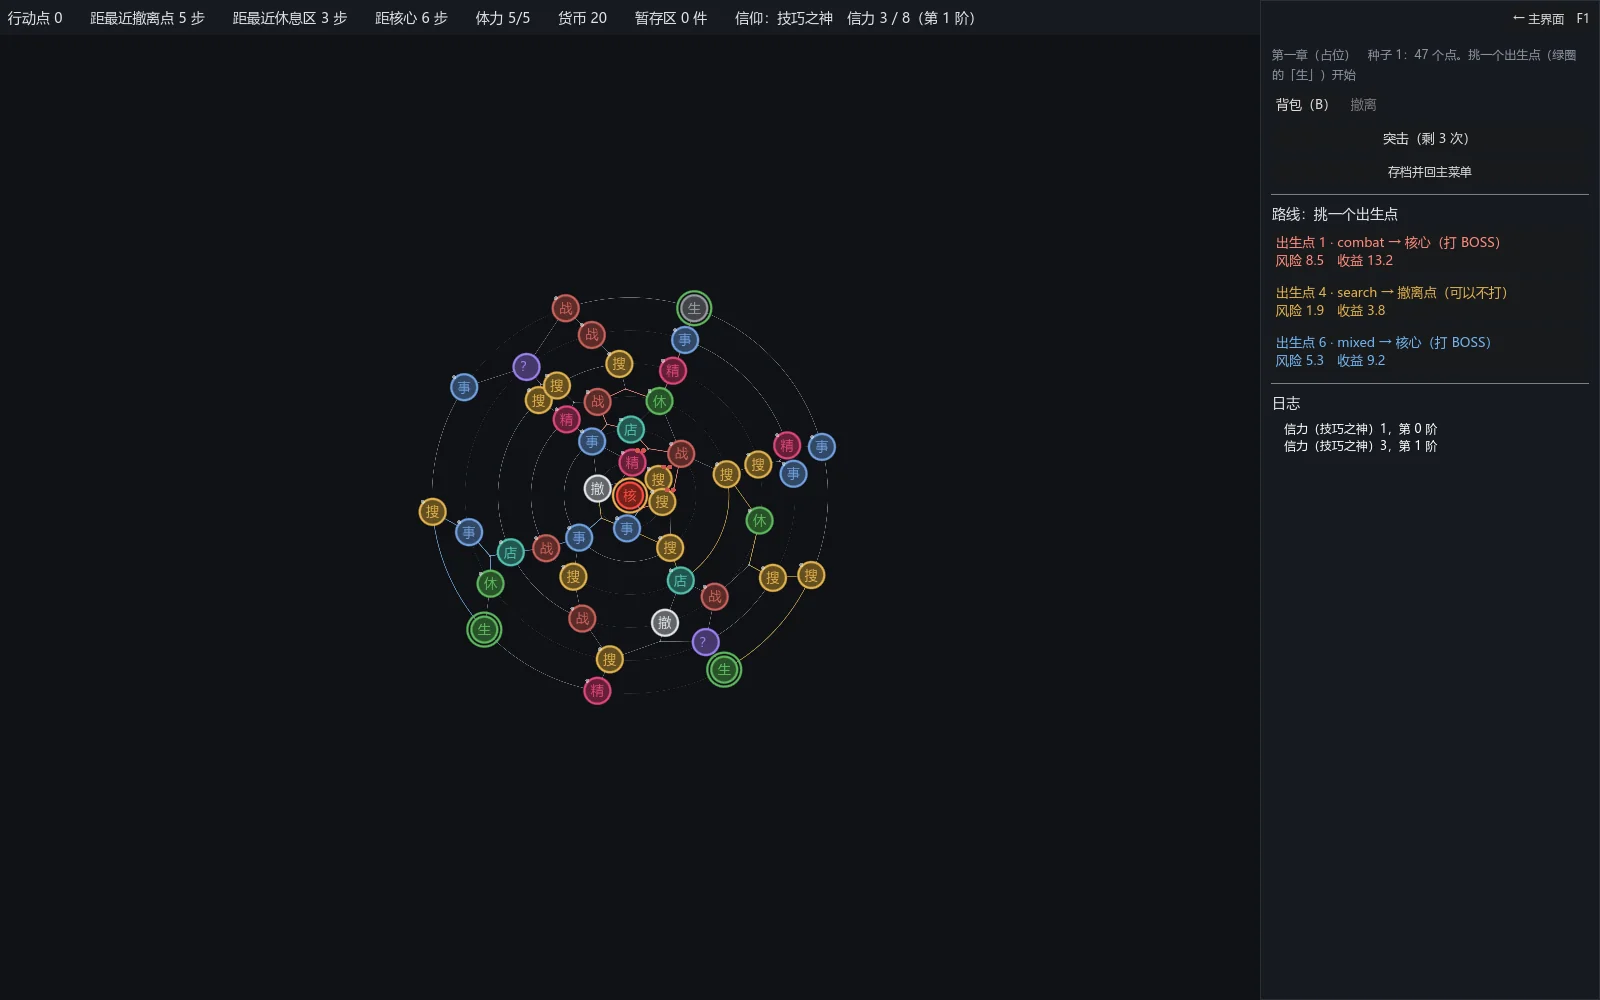 行动点 0 距最近撤离点 5 步 距最近休息区 3 步 距核心 6 步 体力 5/5 货币 20 暂存区 0 件 信仰：技巧之神 信力 3 / 8（第 1 阶）
← 主界面 F1
第一章（占位） 种子 1：47 个点。挑一个出生点（绿圈
的「生」）开始
背包（B） 撤离
突击（剩 3 次）
存档并回主菜单
路线：挑一个出生点
出生点 1 · combat → 核心（打 BOSS）
风险 8.5 收益 13.2
出生点 4 · search → 撤离点（可以不打）
风险 1.9 收益 3.8
出生点 6 · mixed → 核心（打 BOSS）
风险 5.3 收益 9.2
日志
信力（技巧之神）1，第 0 阶
信力（技巧之神）3，第 1 阶
战
生
战
事
搜
？
精
事
搜
搜
战
休
精
店
事
精
事
战
精
搜
搜
事
搜
撤
核
搜
搜
休
事
事
搜
战
店
搜
休
搜
店
搜
搜
战
战
撤
生
？
搜
生
精